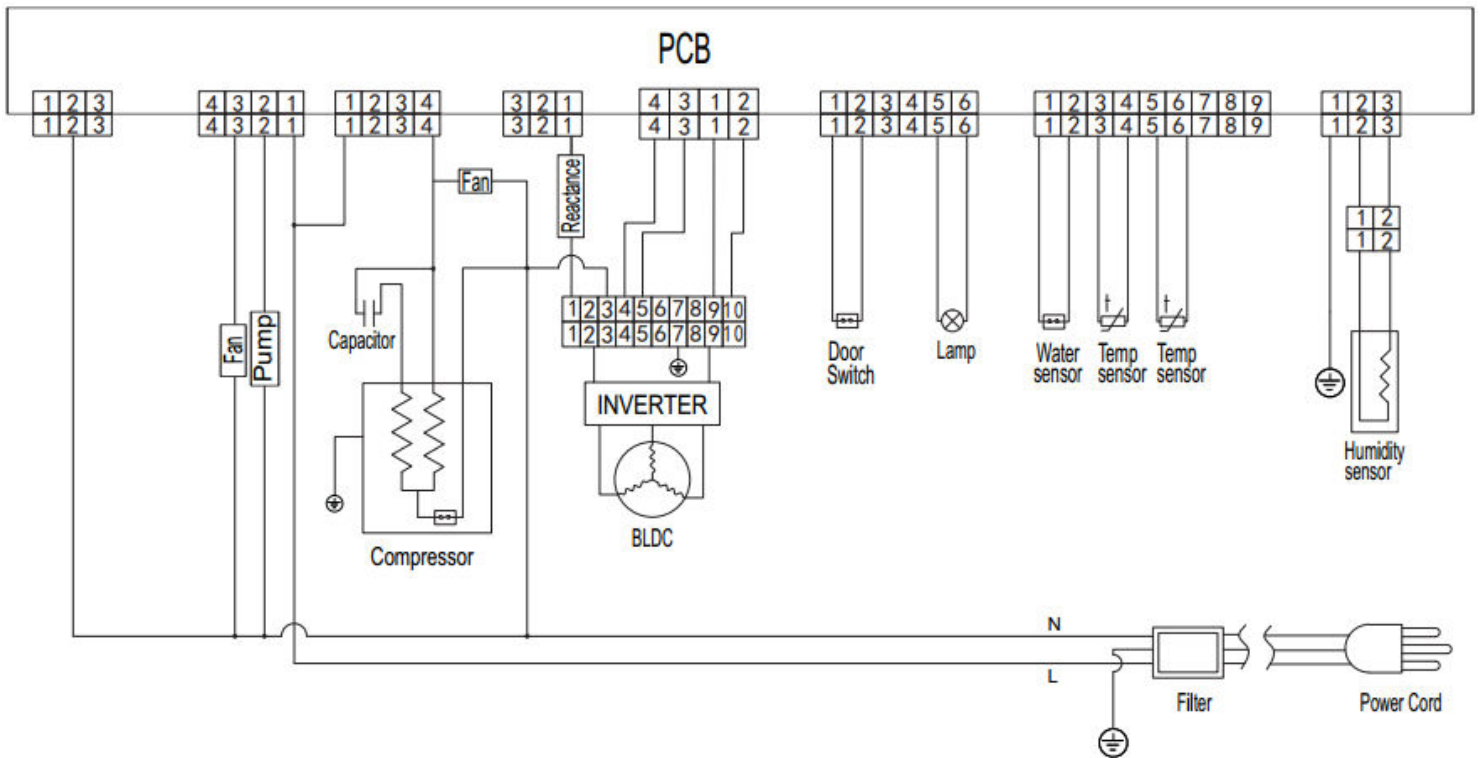 PCB
1 2 3 4 3 2 1 1 2 3 4 3 2 1 4 3 1 2 1 2 3 4 5 6 1 2 3 4 5 6 7 8 9 1 2 3
1 2 3 4 3 2 1 1 2 3 4 3 2 1 4 3 1 2 1 2 3 4 5 6 1 2 3 4 5 6 7 8 9 1 2 3
Fan
Reactance
1 2
1 2
1 2 3 4 5 6 7 8 9 10
1 2 3 4 5 6 7 8 9 10
Capacitor
Fan
Pump
Door
Switch
Lamp
Water
sensor
t
Temp
sensor
t
Temp
sensor
INVERTER
Humidity
sensor
BLDC
Compressor
N
L
Filter
Power Cord